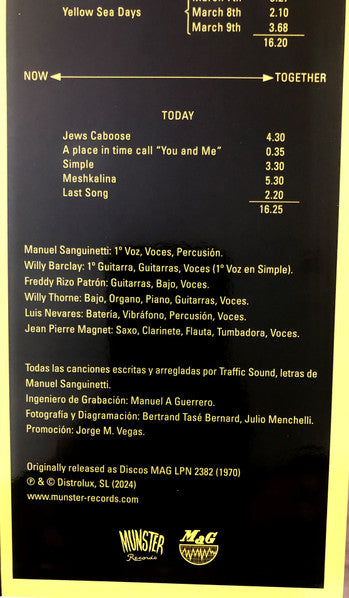 Yellow Sea Days
March 8th 2.10
March 9th 3.68
16.20
NOW TOGETHER
TODAY
Jews Caboose 4.30
A place in time call “You and Me” 0.35
Simple 3.30
Meshkalina 5.30
Last Song 2.20
16.25
Manuel Sanguinetti: 1º Voz, Voces, Percusión.
Willy Barclay: 1º Guitarra, Guitarras, Voces (1º Voz en Simple).
Freddy Rizo Patrón: Guitarras, Bajo, Voces.
Willy Thorne: Bajo, Organo, Piano, Guitarras, Voces.
Luis Nevares: Batería, Vibráfono, Percusión, Voces.
Jean Pierre Magnet: Saxo, Clarinete, Flauta, Tumbadora, Voces.
Todas las canciones escritas y arregladas por Traffic Sound, letras de
Manuel Sanguinetti.
Ingeniero de Grabación: Manuel A Guerrero.
Fotografía y Diagramación: Bertrand Tasé Bernard, Julio Menchelli.
Promoción: Jorge M. Vegas.
Originally released as Discos MAG LPN 2382 (1970)
℗ & © Distrolux, SL (2024)
www.munster-records.com
MUNSTER MaG
Records